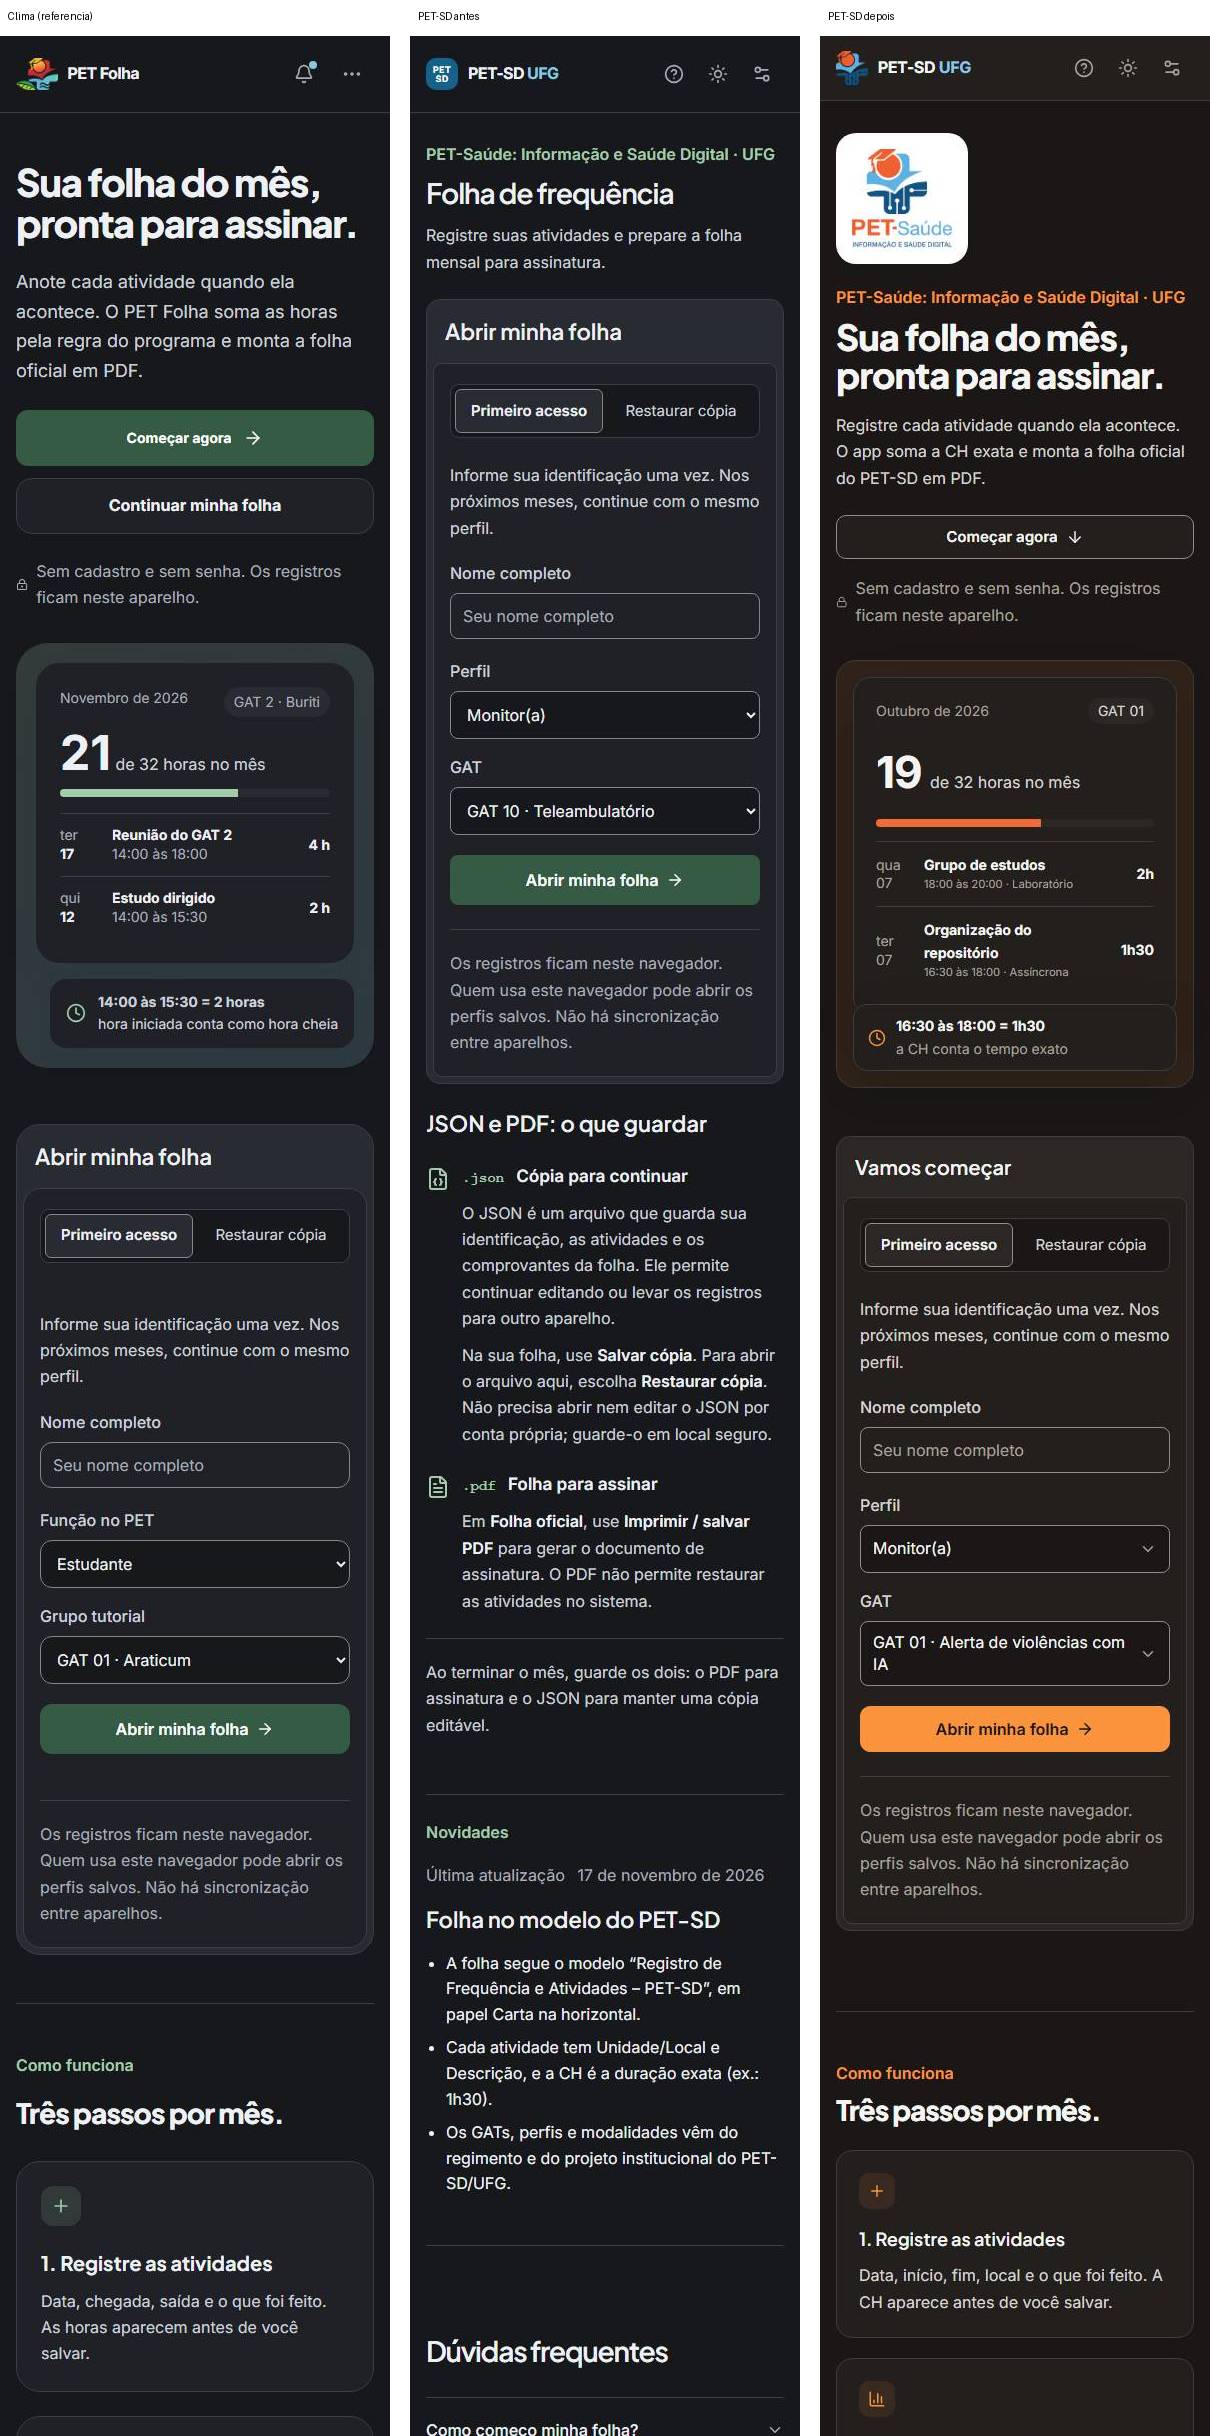 Clima (referencia)
PET Folha
Sua folha do mês,
pronta para assinar.
Anote cada atividade quando ela
acontece. O PET Folha soma as horas
pela regra do programa e monta a folha
oficial em PDF.
Começar agora
Continuar minha folha
Sem cadastro e sem senha. Os registros
ficam neste aparelho.
Novembro de 2026
GAT 2 · Buriti
21 de 32 horas no mês
ter
17
Reunião do GAT 2
14:00 às 18:00
4 h
qui
12
Estudo dirigido
14:00 às 15:30
2 h
14:00 às 15:30 = 2 horas
hora iniciada conta como hora cheia
Abrir minha folha
Primeiro acesso
Restaurar cópia
Informe sua identificação uma vez. Nos
próximos meses, continue com o mesmo
perfil.
Nome completo
Seu nome completo
Função no PET
Estudante
Grupo tutorial
GAT 01 · Araticum
Abrir minha folha
Os registros ficam neste navegador.
Quem usa este navegador pode abrir os
perfis salvos. Não há sincronização
entre aparelhos.
Como funciona
Três passos por mês.
1. Registre as atividades
Data, chegada, saída e o que foi feito.
As horas aparecem antes de você
salvar.
PET-SD antes
PET
SD
PET-SD UFG
PET-Saúde: Informação e Saúde Digital · UFG
Folha de frequência
Registre suas atividades e prepare a folha
mensal para assinatura.
Abrir minha folha
Primeiro acesso
Restaurar cópia
Informe sua identificação uma vez. Nos
próximos meses, continue com o mesmo
perfil.
Nome completo
Seu nome completo
Perfil
Monitor(a)
GAT
GAT 10 · Teleambulatório
Abrir minha folha
Os registros ficam neste navegador.
Quem usa este navegador pode abrir os
perfis salvos. Não há sincronização
entre aparelhos.
JSON e PDF: o que guardar
.json Cópia para continuar
O JSON é um arquivo que guarda sua
identificação, as atividades e os
comprovantes da folha. Ele permite
continuar editando ou levar os registros
para outro aparelho.
Na sua folha, use Salvar cópia. Para abrir
o arquivo aqui, escolha Restaurar cópia.
Não precisa abrir nem editar o JSON por
conta própria; guarde-o em local seguro.
.pdf Folha para assinar
Em Folha oficial, use Imprimir / salvar
PDF para gerar o documento de
assinatura. O PDF não permite restaurar
as atividades no sistema.
Ao terminar o mês, guarde os dois: o PDF para
assinatura e o JSON para manter uma cópia
editável.
Novidades
Última atualização 17 de novembro de 2026
Folha no modelo do PET-SD
• A folha segue o modelo “Registro de
Frequência e Atividades – PET-SD”, em
papel Carta na horizontal.
• Cada atividade tem Unidade/Local e
Descrição, e a CH é a duração exata (ex.:
1h30).
• Os GATs, perfis e modalidades vêm do
regimento e do projeto institucional do PET-
SD/UFG.
Dúvidas frequentes
Como começo minha folha?
PET-SD depois
PET-SD UFG
PET-Saúde
INFORMAÇÃO E SAÚDE DIGITAL
PET-Saúde: Informação e Saúde Digital · UFG
Sua folha do mês,
pronta para assinar.
Registre cada atividade quando ela acontece.
O app soma a CH exata e monta a folha oficial
do PET-SD em PDF.
Começar agora
Sem cadastro e sem senha. Os registros
ficam neste aparelho.
Outubro de 2026
GAT 01
19 de 32 horas no mês
qua
07
Grupo de estudos
18:00 às 20:00 · Laboratório
2h
ter
07
Organização do
repositório
16:30 às 18:00 · Assíncrona
1h30
16:30 às 18:00 = 1h30
a CH conta o tempo exato
Vamos começar
Primeiro acesso
Restaurar cópia
Informe sua identificação uma vez. Nos
próximos meses, continue com o mesmo
perfil.
Nome completo
Seu nome completo
Perfil
Monitor(a)
GAT
GAT 01 · Alerta de violências com
IA
Abrir minha folha
Os registros ficam neste navegador.
Quem usa este navegador pode abrir os
perfis salvos. Não há sincronização
entre aparelhos.
Como funciona
Três passos por mês.
1. Registre as atividades
Data, início, fim, local e o que foi feito. A
CH aparece antes de você salvar.